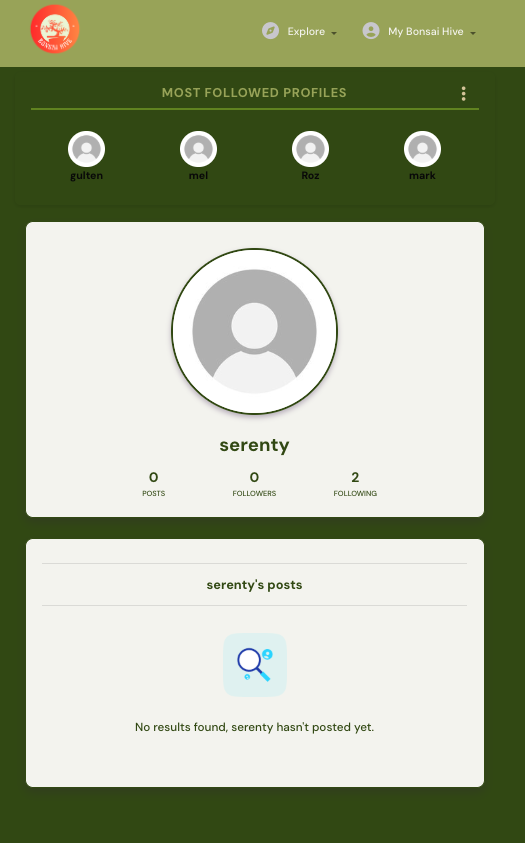 BONSAI HIVE
Explore
My Bonsai Hive
MOST FOLLOWED PROFILES
gulten
mel
Roz
mark
serenty
0
0
2
POSTS
FOLLOWERS
FOLLOWING
serenty's posts
No results found, serenty hasn't posted yet.